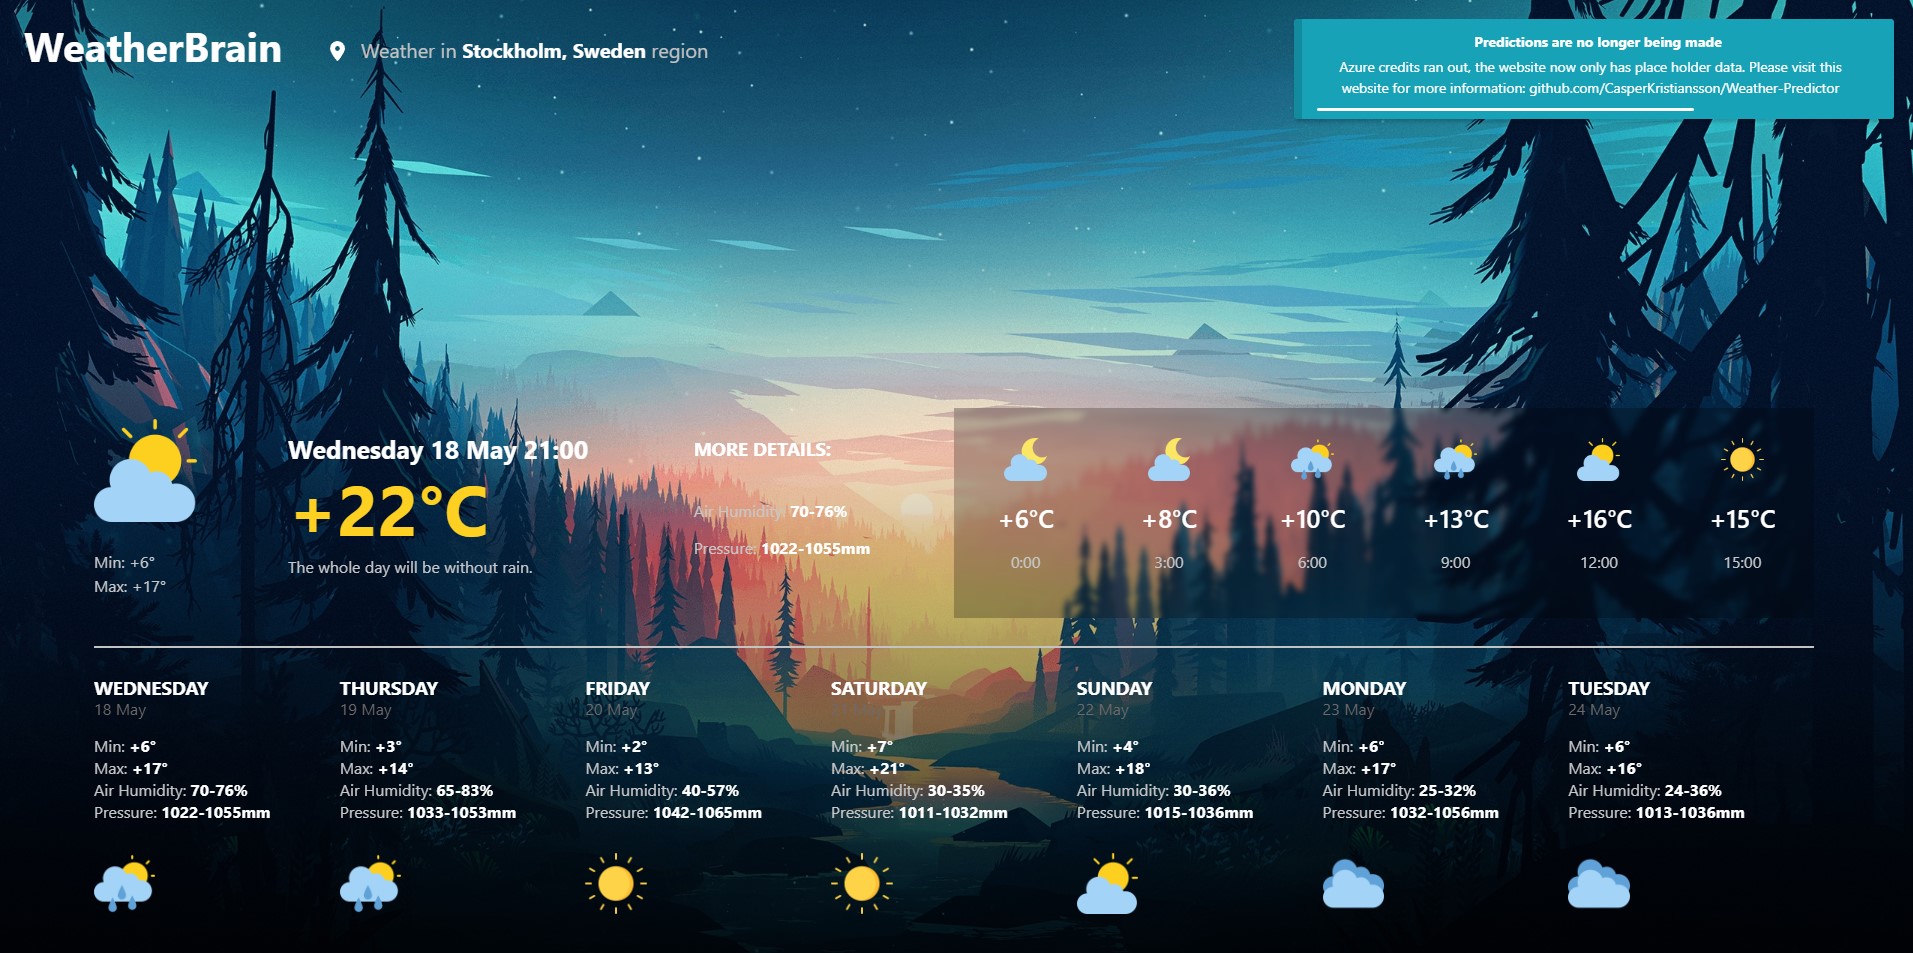 WeatherBrain
Weather in Stockholm, Sweden region
Predictions are no longer being made
Azure credits ran out, the website now only has place holder data. Please visit this
website for more information: github.com/CasperKristiansson/Weather-Predictor
Min: +6°
Max: +17°
Wednesday 18 May 21:00
+22°C
The whole day will be without rain.
MORE DETAILS:
Air Humidity: 70-76%
Pressure: 1022-1055mm
+6°C
0:00
+8°C
3:00
+10°C
6:00
+13°C
9:00
+16°C
12:00
+15°C
15:00
WEDNESDAY
18 May
Min: +6°
Max: +17°
Air Humidity: 70-76%
Pressure: 1022-1055mm
THURSDAY
19 May
Min: +3°
Max: +14°
Air Humidity: 65-83%
Pressure: 1033-1053mm
FRIDAY
20 May
Min: +2°
Max: +13°
Air Humidity: 40-57%
Pressure: 1042-1065mm
SATURDAY
Min: +7°
Max: +21°
Air Humidity: 30-35%
Pressure: 1011-1032mm
SUNDAY
22 May
Min: +4°
Max: +18°
Air Humidity: 30-36%
Pressure: 1015-1036mm
MONDAY
23 May
Min: +6°
Max: +17°
Air Humidity: 25-32%
Pressure: 1032-1056mm
TUESDAY
24 May
Min: +6°
Max: +16°
Air Humidity: 24-36%
Pressure: 1013-1036mm